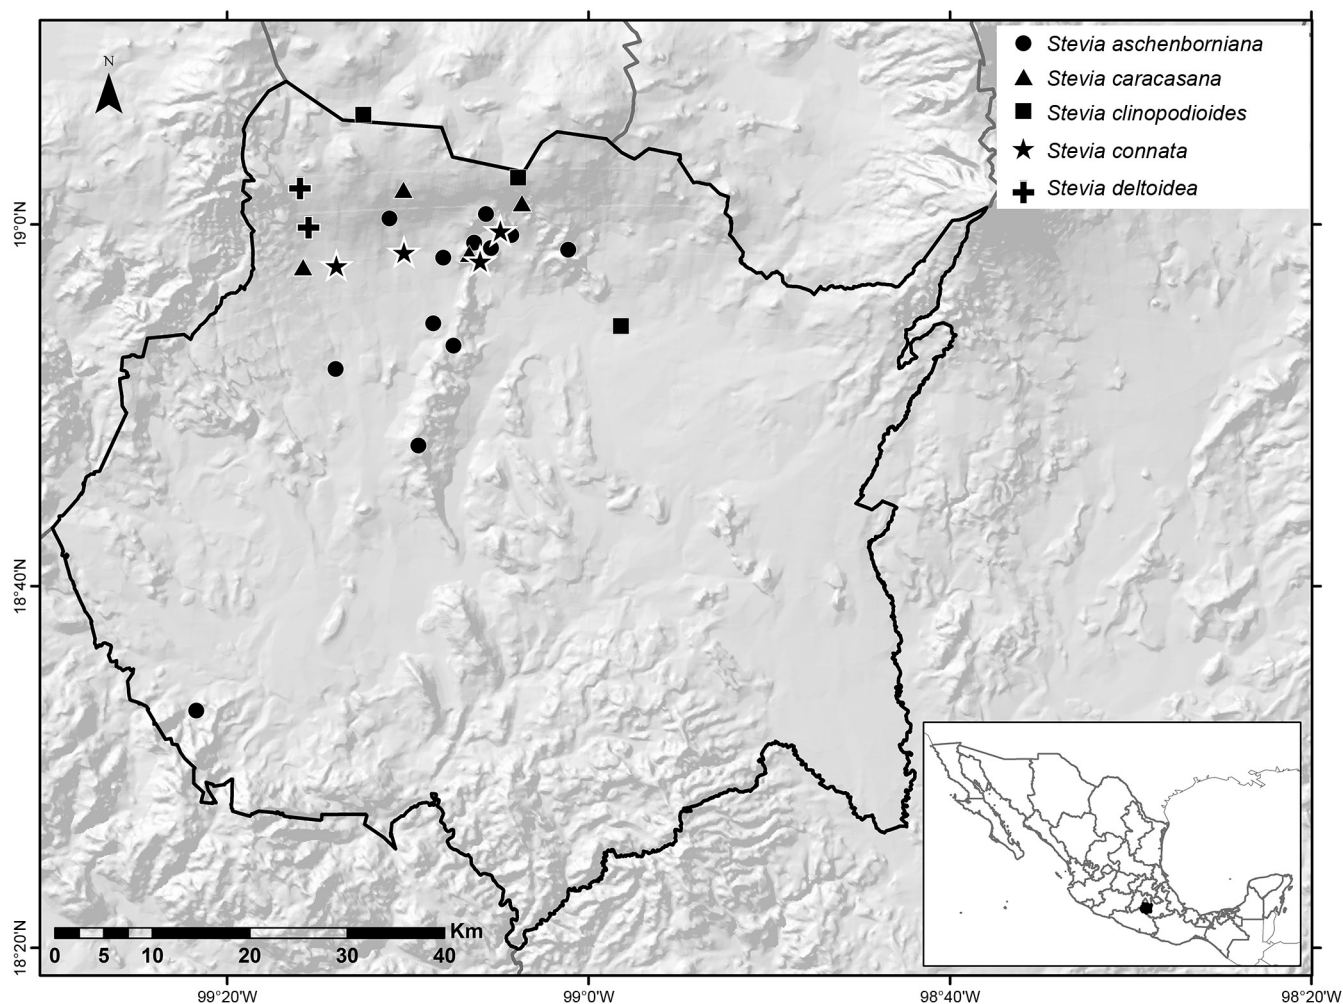 N
Stevia aschenborniana
Stevia caracasana
Stevia clinopodioides
Stevia connata
Stevia deltoidea
19°0'N
18°40'N
18°20'N
Km
0 5 10 20 30 40
99°20'W 99°0'W 98°40'W 98°20'W